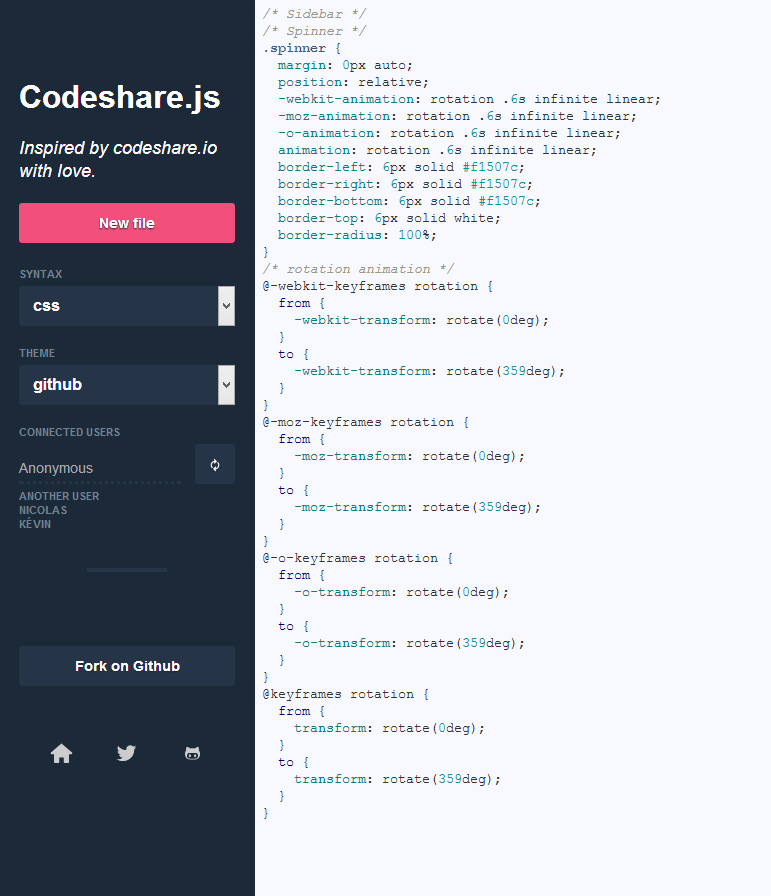 Codeshare.js
Inspired by codeshare.io
with love.
New file
SYNTAX
css
THEME
github
CONNECTED USERS
Anonymous
ANOTHER USER
NICOLAS
KÉVIN
Fork on Github
/* Sidebar */
/* Spinner */
.spinner {
  margin: 0px auto;
  position: relative;
  -webkit-animation: rotation .6s infinite linear;
  -moz-animation: rotation .6s infinite linear;
  -o-animation: rotation .6s infinite linear;
  animation: rotation .6s infinite linear;
  border-left: 6px solid #f1507c;
  border-right: 6px solid #f1507c;
  border-bottom: 6px solid #f1507c;
  border-top: 6px solid white;
  border-radius: 100%;
}
/* rotation animation */
@-webkit-keyframes rotation {
  from {
    -webkit-transform: rotate(0deg);
  }
  to {
    -webkit-transform: rotate(359deg);
  }
}
@-moz-keyframes rotation {
  from {
    -moz-transform: rotate(0deg);
  }
  to {
    -moz-transform: rotate(359deg);
  }
}
@-o-keyframes rotation {
  from {
    -o-transform: rotate(0deg);
  }
  to {
    -o-transform: rotate(359deg);
  }
}
@keyframes rotation {
  from {
    transform: rotate(0deg);
  }
  to {
    transform: rotate(359deg);
  }
}